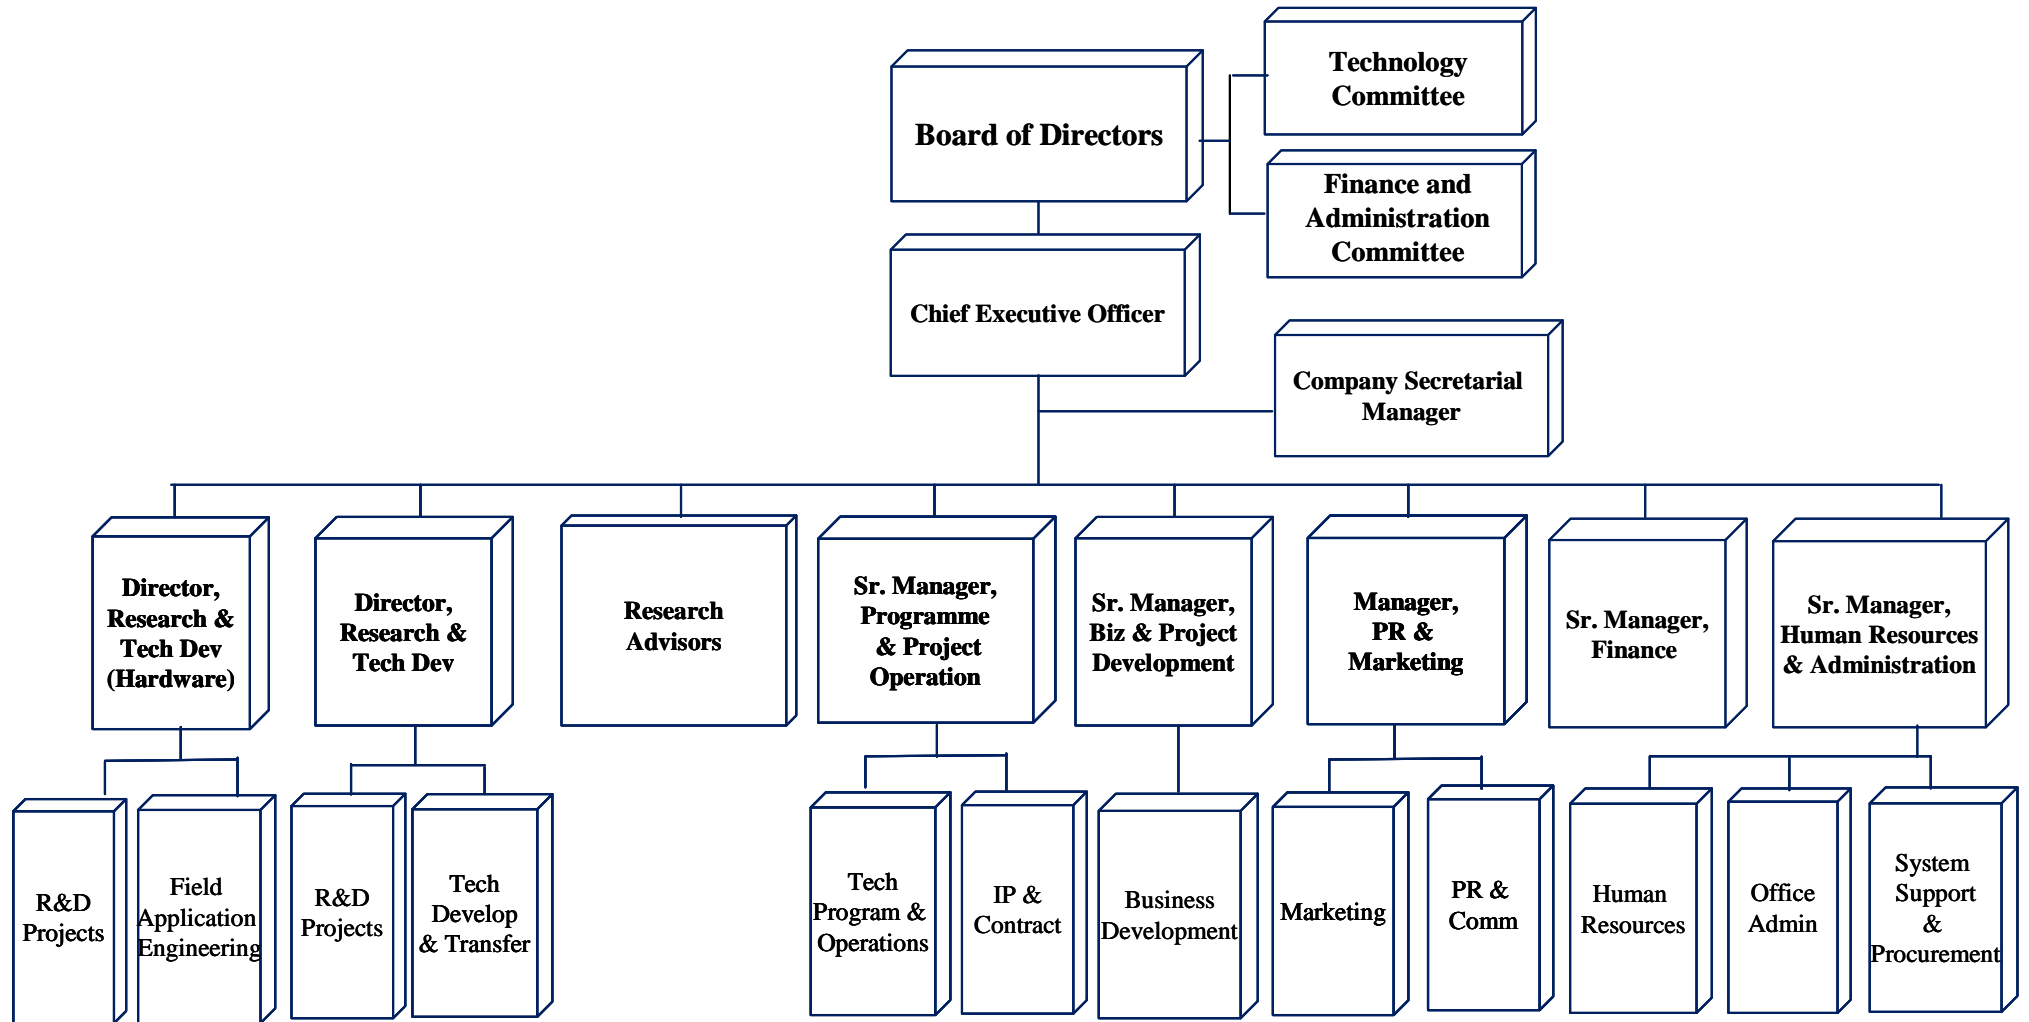 Technology
Committee
Board of Directors
Finance and
Administration
Committee
Chief Executive Officer
Company Secretarial
Manager
Director,
Research &
Tech Dev
(Hardware)
Director,
Research &
Tech Dev
Research
Advisors
Sr. Manager,
Programme
& Project
Operation
Sr. Manager,
Biz & Project
Development
Manager,
PR &
Marketing
Sr. Manager,
Finance
Sr. Manager,
Human Resources
& Administration
R&D
Projects
Field
Application
Engineering
R&D
Projects
Tech
Develop
& Transfer
Tech
Program &
Operations
IP &
Contract
Business
Development
Marketing
PR &
Comm
Human
Resources
Office
Admin
System
Support
&
Procurement